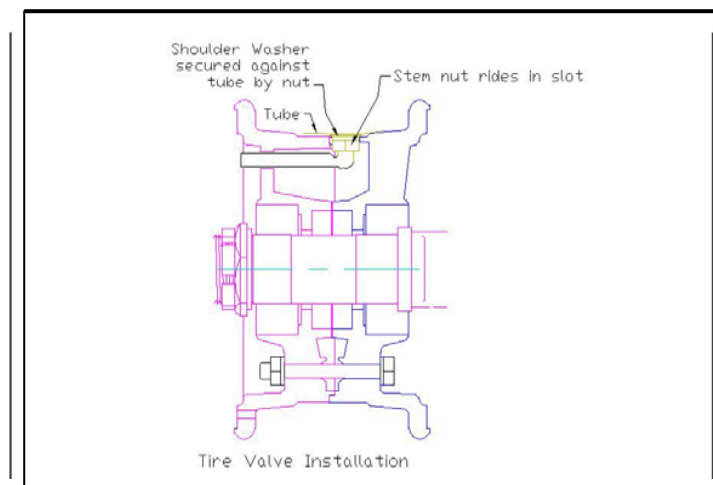 Shoulder Washer
secured against
tube by nut
Stem nut rides in slot
Tube
Tire Valve Installation